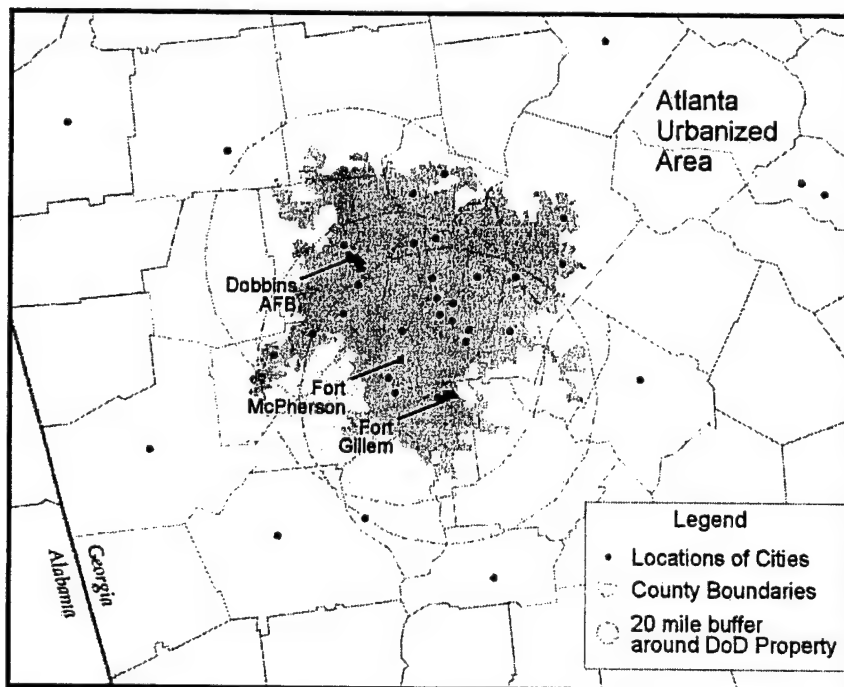 Atlanta
Urbanized
Area
Dobbins
AFB
Fort
McPherson
Fort
Gillem
Georgia
Alabama
Legend
Locations of Cities
County Boundaries
20 mile buffer
around DoD Property